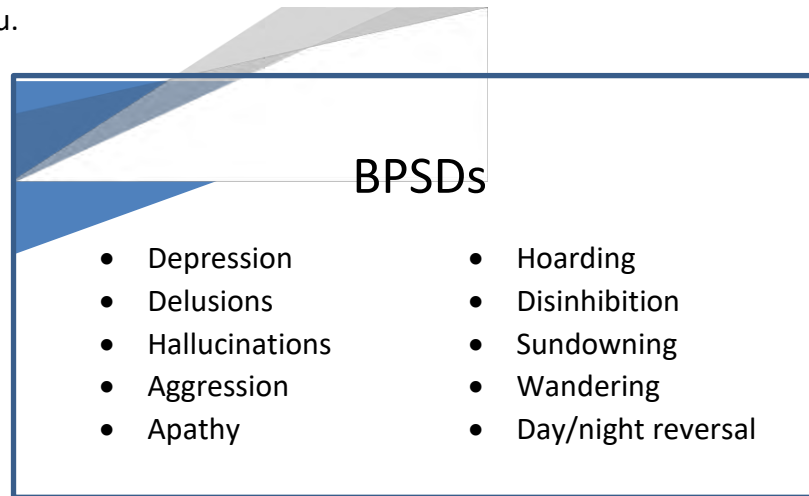 u.
BPSDs
• Depression
• Delusions
• Hallucinations
• Aggression
• Apathy
• Hoarding
• Disinhibition
• Sundowning
• Wandering
• Day/night reversal